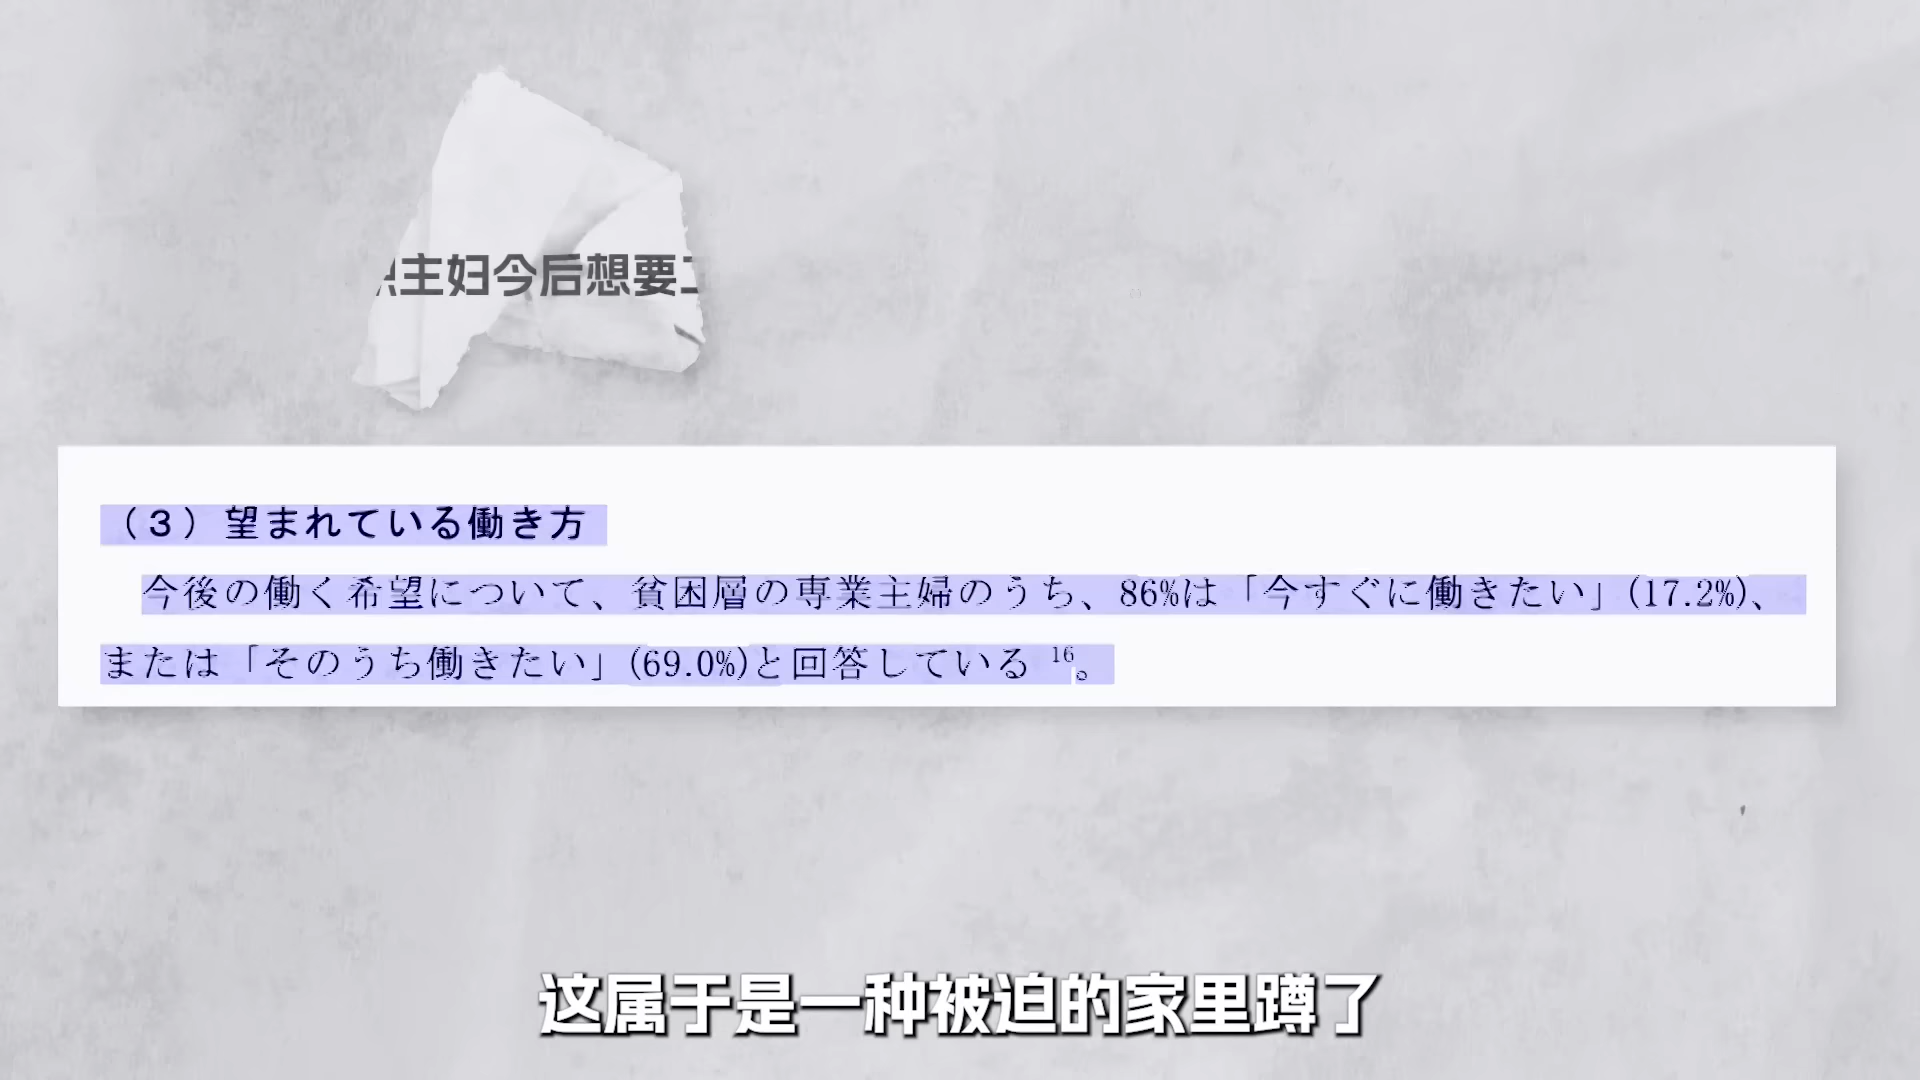 主妇今后想要
（３）望まれている働き方
今後の働く希望について、貧困層の専業主婦のうち、86%は「今すぐに働きたい」(17.2%)、
または「そのうち働きたい」(69.0%)と回答している 16。
这属于是一种被迫的家里蹲了